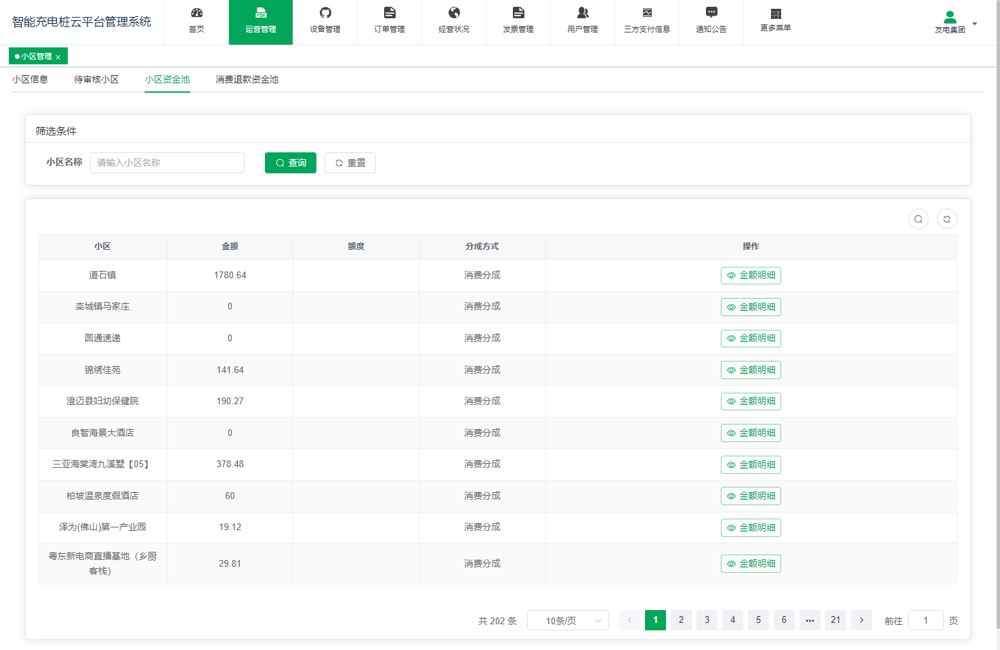 智能充电桩云平台管理系统
首页
PDF
运营管理
设备管理
订单管理
经营状况
发票管理
用户管理
三方支付信息
通知公告
更多菜单
友电集团
小区管理 ×
小区信息 待审核小区 小区资金池 消费退款资金池
筛选条件
小区名称 请输入小区名称 查询 重置
小区 金额 额度 分成方式 操作
道石镇 1780.64 消费分成 金额明细
栾城镇马家庄 0 消费分成 金额明细
圆通速递 0 消费分成 金额明细
锦绣佳苑 141.64 消费分成 金额明细
澄迈县妇幼保健院 190.27 消费分成 金额明细
良智海景大酒店 0 消费分成 金额明细
三亚海棠湾九溪墅【05】 378.48 消费分成 金额明细
柏坡温泉度假酒店 60 消费分成 金额明细
泽为(佛山)第一产业园 19.12 消费分成 金额明细
粤东新电商直播基地（乡厨
客栈） 29.81 消费分成 金额明细
共 202 条 10条/页 1 2 3 4 5 6 ••• 21 前往 1 页